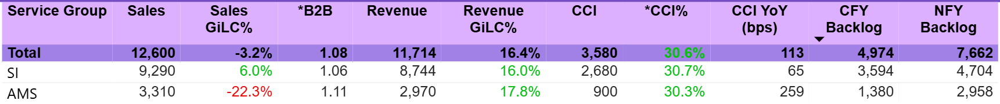 Service Group Sales Sales GiLC% *B2B Revenue Revenue GiLC% CCI *CCI% CCI YoY (bps) CFY Backlog NFY Backlog
Total 12,600 -3.2% 1.08 11,714 16.4% 3,580 30.6% 113 4,974 7,662
SI 9,290 6.0% 1.06 8,744 16.0% 2,680 30.7% 65 3,594 4,704
AMS 3,310 -22.3% 1.11 2,970 17.8% 900 30.3% 259 1,380 2,958